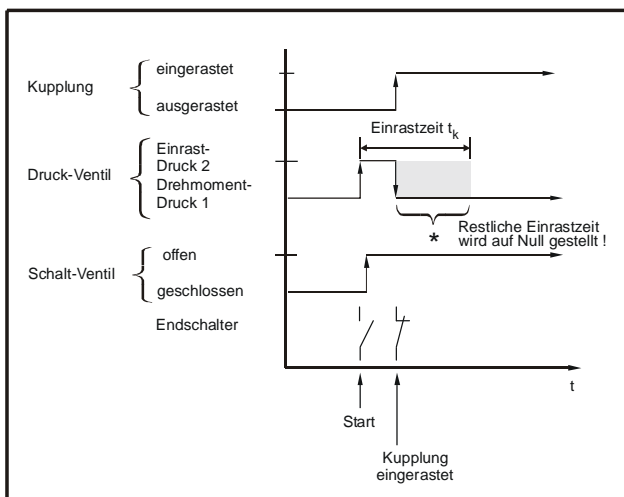 Kupplung
eingerastet
ausgerastet
Einrastzeit tk
Druck-Ventil
Einrast-
Druck 2
Drehmoment-
Druck 1
*
Restliche Einrastzeit
wird auf Null gestellt !
Schalt-Ventil
offen
geschlossen
Endschalter
t
Start
Kupplung
eingerastet